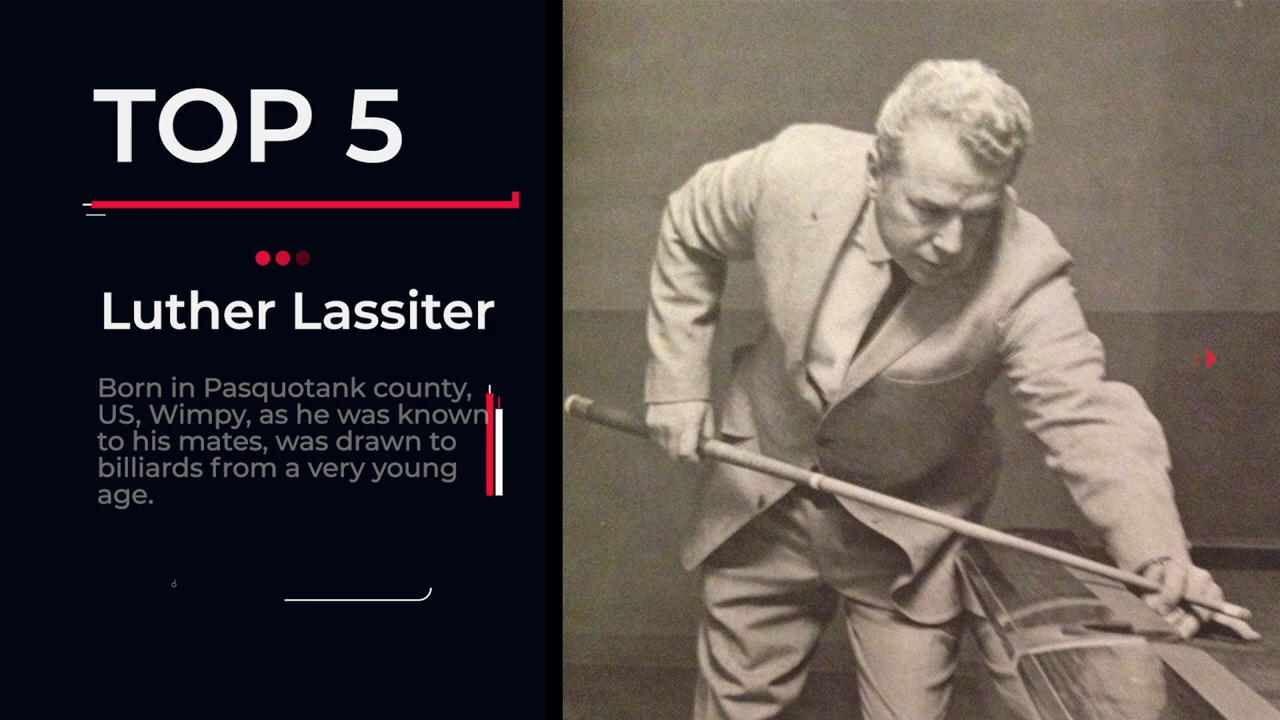 TOP 5
Luther Lassiter
Born in Pasquotank county,
US, Wimpy, as he was known
to his mates, was drawn to
billiards from a very young
age.